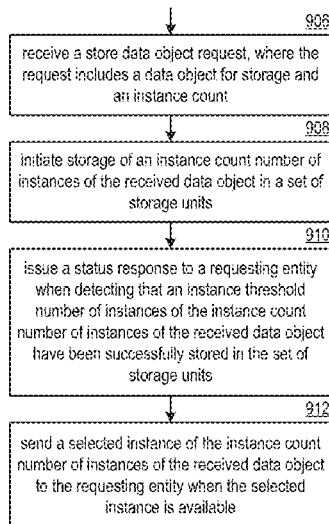 906
receive a store data object request, where the
request includes a data object for storage and
an instance count
908
initiate storage of an instance count number of
instances of the received data object in a set of
storage units
910
issue a status response to a requesting entity
when detecting that an instance threshold
number of instances of the instance count
number of instances of the received data object
have been successfully stored in the set of
storage units
912
send a selected instance of the instance count
number of instances of the received data object
to the requesting entity when the selected
instance is available